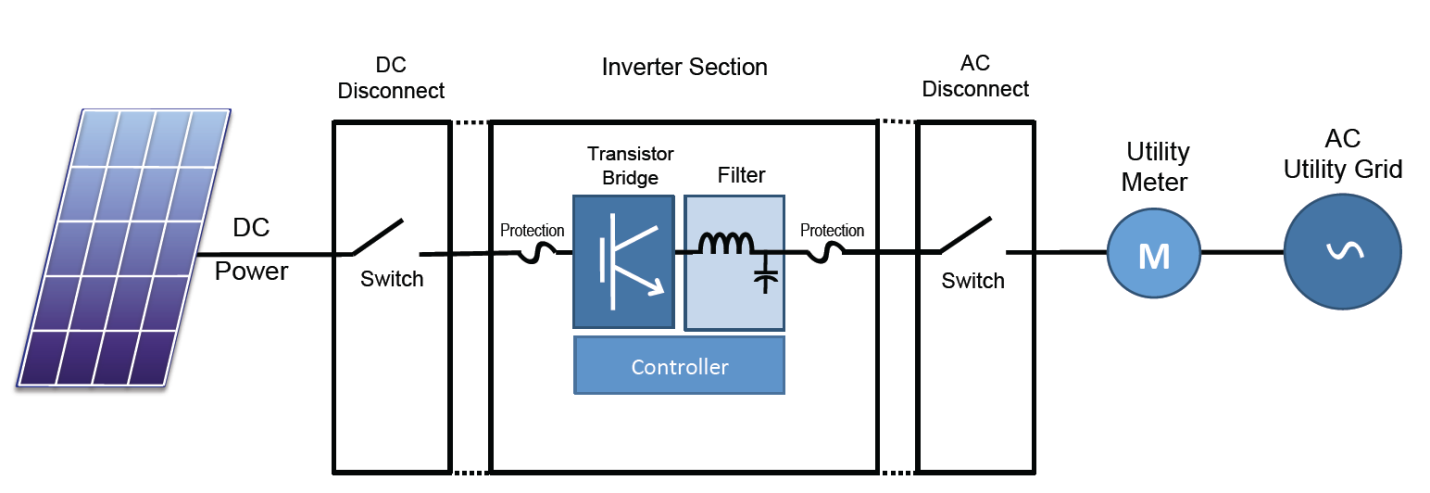 DC
Disconnect
Inverter Section
AC
Disconnect
Transistor
Bridge
Filter
Utility
Meter
AC
Utility Grid
DC
Power
Switch
Protection
Protection
Switch
M
Controller